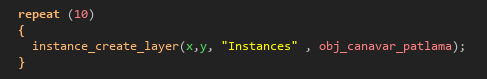 repeat (10)
{
instance_create_layer(x,y, "Instances" , obj_canavar_patlama);
}